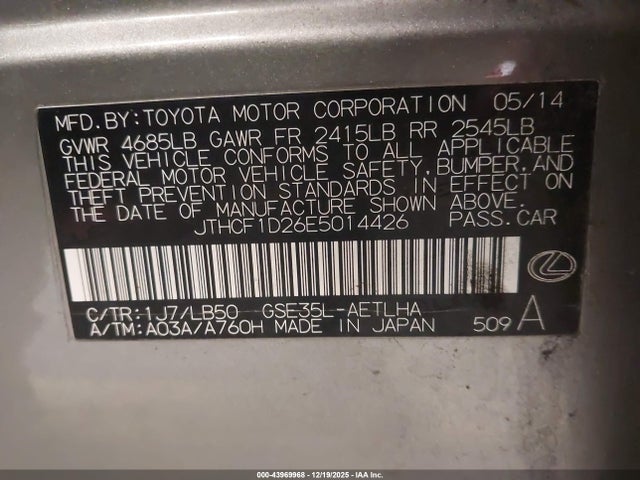 MFD.BY:TOYOTA MOTOR CORPORATION 05/14
GVWR 4685LB GAWR FR 2415LB RR 2545LB
THIS VEHICLE CONFORMS TO ALL APPLICABLE
FEDERAL MOTOR VEHICLE SAFETY,BUMPER,AND
THEFT PREVENTION STANDARDS IN EFFECT ON
THE DATE OF MANUFACTURE SHOWN ABOVE.
JTHCF1D26E5014426 PASS.CAR
C/TR:1J7/LB50 GSE35L-AETLHA
A/TM:A03A/A760H MADE IN JAPAN 509 A
000-43969968 - 12/19/2025 - IAA Inc.